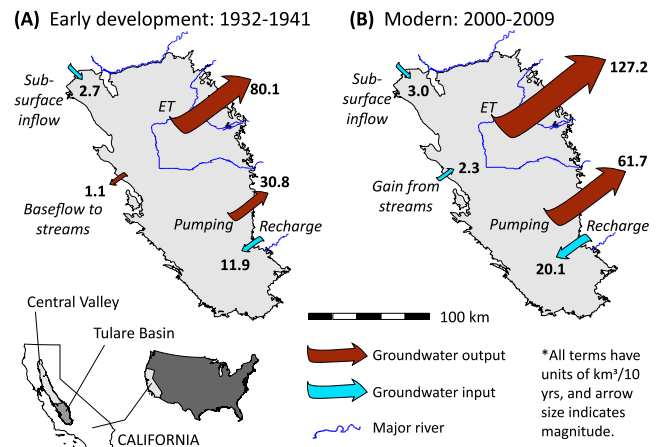 (A) Early development: 1932-1941
Sub-
surface
inflow
2.7
ET
80.1
1.1
Baseflow to
streams
30.8
Pumping
Recharge
11.9
(B) Modern: 2000-2009
Sub-
surface
inflow
3.0
ET
127.2
2.3
Gain from
streams
61.7
Pumping
Recharge
20.1
Central Valley
Tulare Basin
CALIFORNIA
100 km
Groundwater output
Groundwater input
Major river
*All terms have
units of km³/10
yrs, and arrow
size indicates
magnitude.